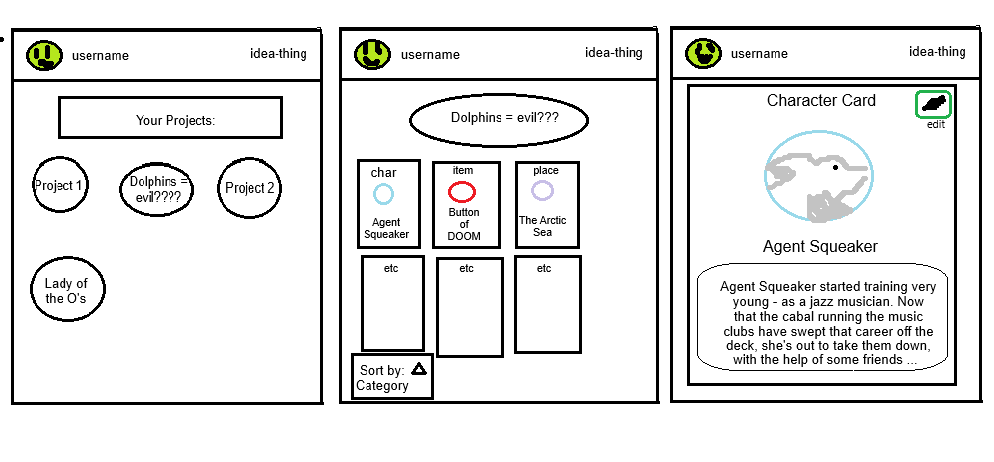 username
idea-thing
Your Projects:
Project 1
Dolphins =
evil????
Project 2
Lady of
the O's
username
idea-thing
Dolphins = evil???
char
Agent
Squeaker
item
Button
of
DOOM
place
The Arctic
Sea
etc
etc
etc
Sort by:
Category
username
idea-thing
Character Card
edit
Agent Squeaker
Agent Squeaker started training very
young - as a jazz musician. Now
that the cabal running the music
clubs have swept that career off the
deck, she's out to take them down,
with the help of some friends ...